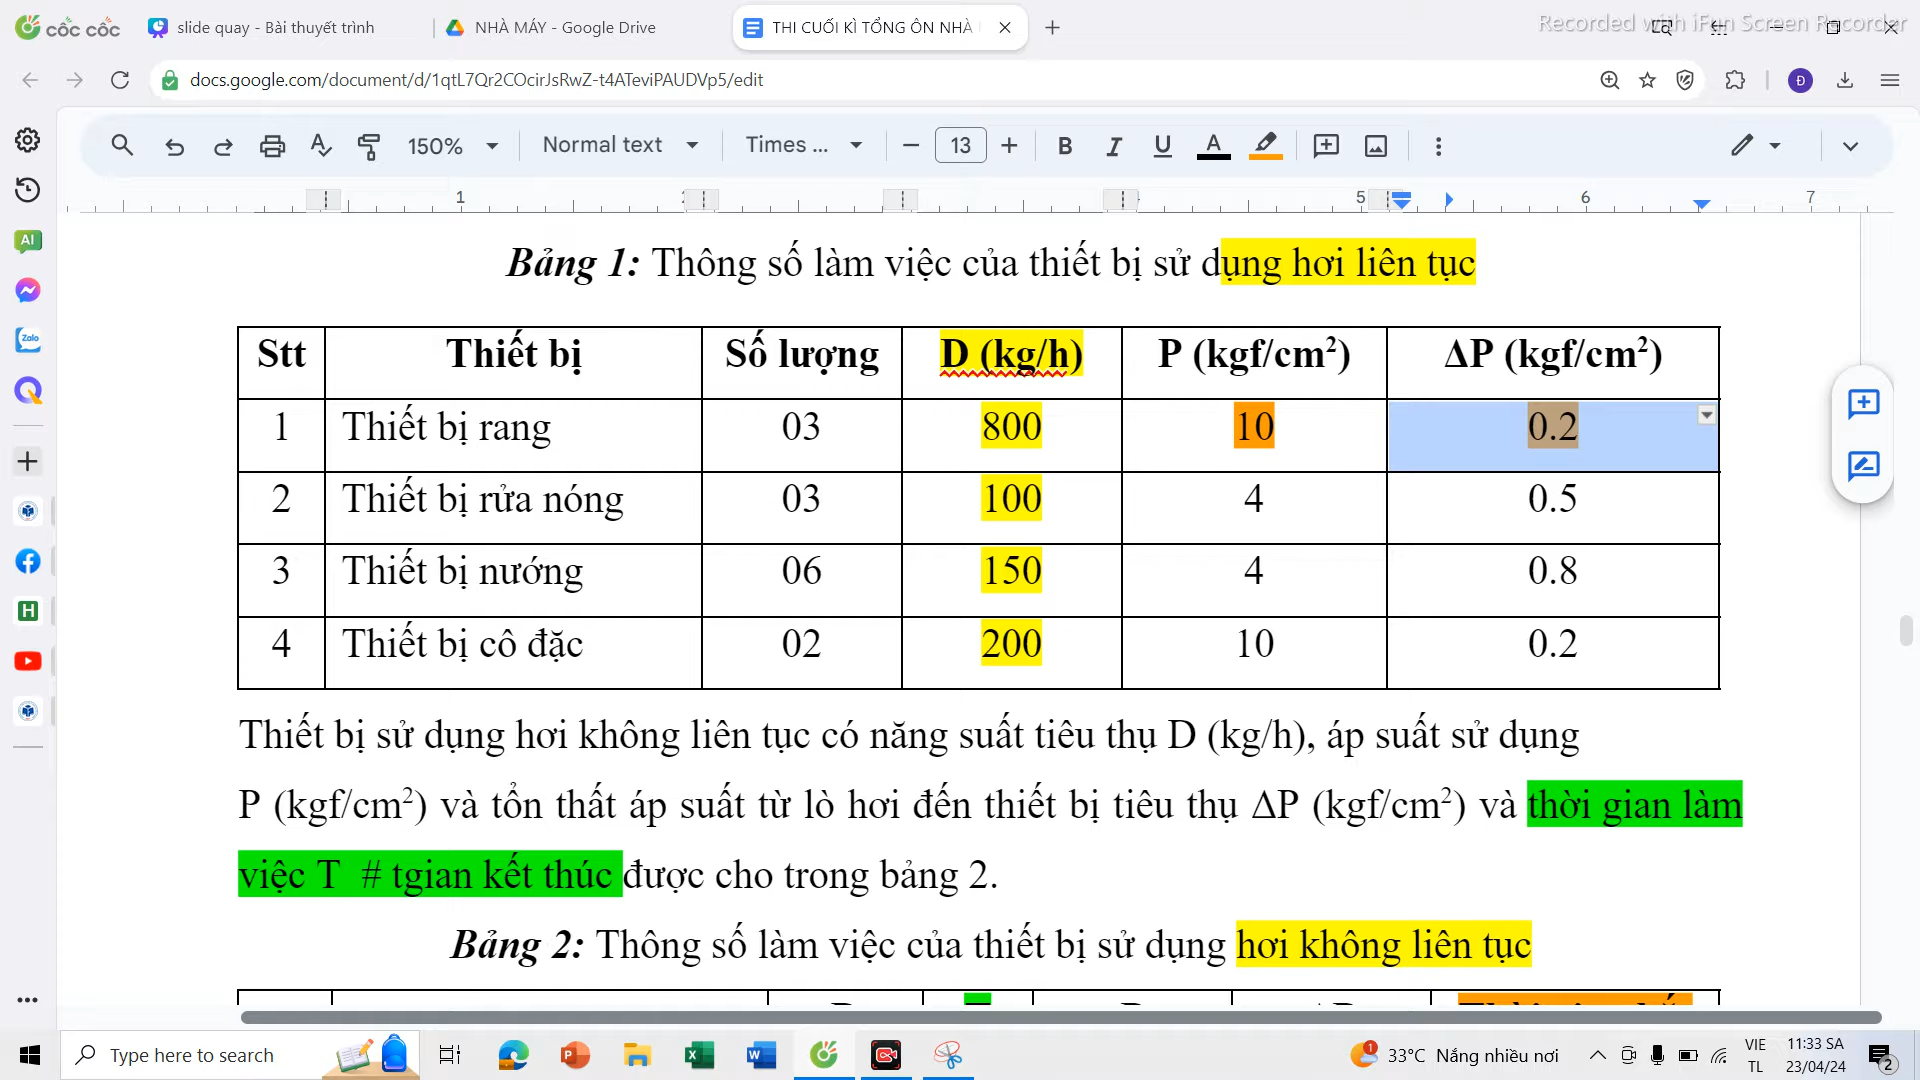 cốc cốc
slide quay - Bài thuyết trình
NHÀ MÁY - Google Drive
THI CUỐI KÌ TỔNG ÔN NHÀ
Recorded with iFun Screen Recorder
docs.google.com/document/d/1qtL7Qr2COcirJsRwZ-t4ATeviPAUDVp5/edit
Đ
150%
Normal text
Times ...
13
B I U A
1 5 6 7
AI
Zalo
H
Bảng 1: Thông số làm việc của thiết bị sử dụng hơi liên tục
Stt Thiết bị Số lượng D (kg/h) P (kgf/cm²) ΔP (kgf/cm²)
1 Thiết bị rang 03 800 10 0.2
2 Thiết bị rửa nóng 03 100 4 0.5
3 Thiết bị nướng 06 150 4 0.8
4 Thiết bị cô đặc 02 200 10 0.2
Thiết bị sử dụng hơi không liên tục có năng suất tiêu thụ D (kg/h), áp suất sử dụng
P (kgf/cm²) và tổn thất áp suất từ lò hơi đến thiết bị tiêu thụ ΔP (kgf/cm²) và thời gian làm
việc T # tgian kết thúc được cho trong bảng 2.
Bảng 2: Thông số làm việc của thiết bị sử dụng hơi không liên tục
Type here to search
1
33°C Nắng nhiều nơi
VIE
TL
11:33 SA
23/04/24
2